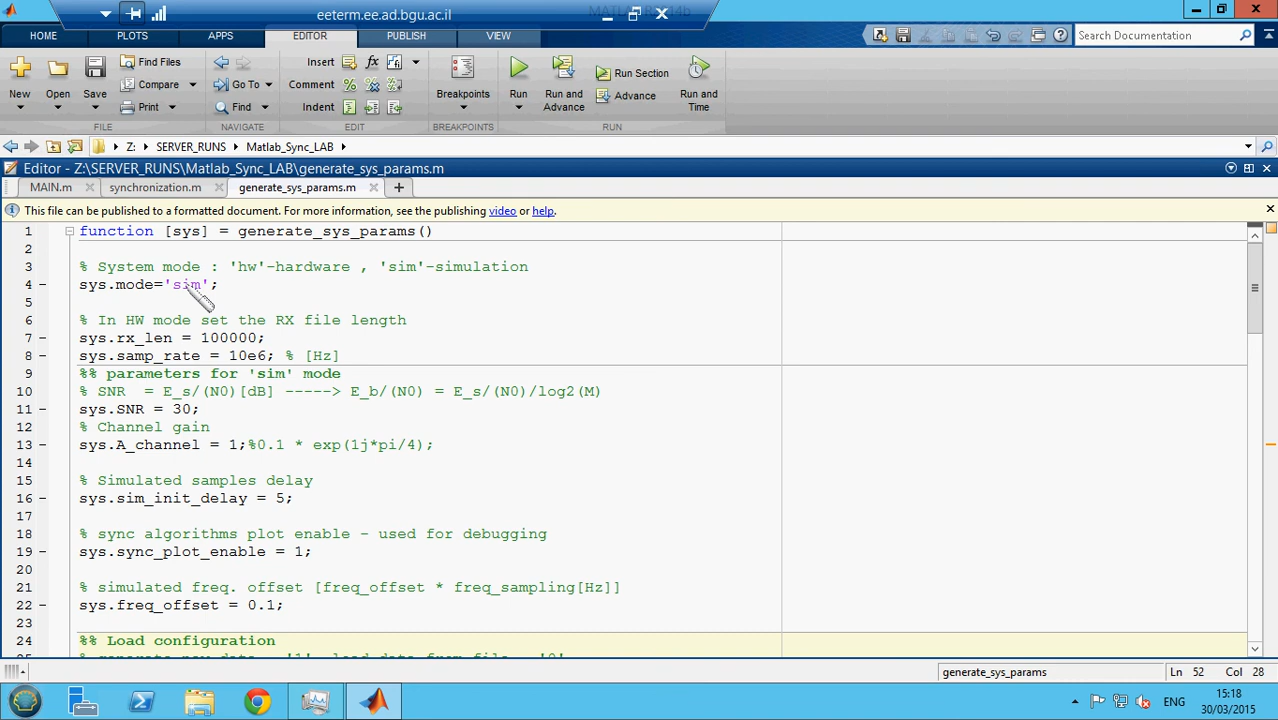 eeterm.ee.ad.bgu.ac.il
HOME PLOTS APPS EDITOR PUBLISH VIEW
Search Documentation
Find Files Insert fx
New Open Save Compare Go To Comment Breakpoints Run Run and Advance Run Section Advance Run and Time
Print Find Indent
FILE NAVIGATE EDIT BREAKPOINTS RUN
Z: SERVER_RUNS Matlab_Sync_LAB
Editor - Z:\SERVER_RUNS\Matlab_Sync_LAB\generate_sys_params.m
MAIN.m synchronization.m generate_sys_params.m
This file can be published to a formatted document. For more information, see the publishing video or help.
1 function [sys] = generate_sys_params()
2
3 % System mode : 'hw'-hardware , 'sim'-simulation
4 - sys.mode='sim';
5
6 % In HW mode set the RX file length
7 - sys.rx_len = 100000;
8 - sys.samp_rate = 10e6; % [Hz]
9 %% parameters for 'sim' mode
10 % SNR = E_s/(N0)[dB] -----> E_b/(N0) = E_s/(N0)/log2(M)
11 - sys.SNR = 30;
12 % Channel gain
13 - sys.A_channel = 1;%0.1 * exp(1j*pi/4);
14
15 % Simulated samples delay
16 - sys.sim_init_delay = 5;
17
18 % sync algorithms plot enable - used for debugging
19 - sys.sync_plot_enable = 1;
20
21 % simulated freq. offset [freq_offset * freq_sampling[Hz]]
22 - sys.freq_offset = 0.1;
23
24 %% Load configuration
generate_sys_params Ln 52 Col 28
ENG
15:18
30/03/2015